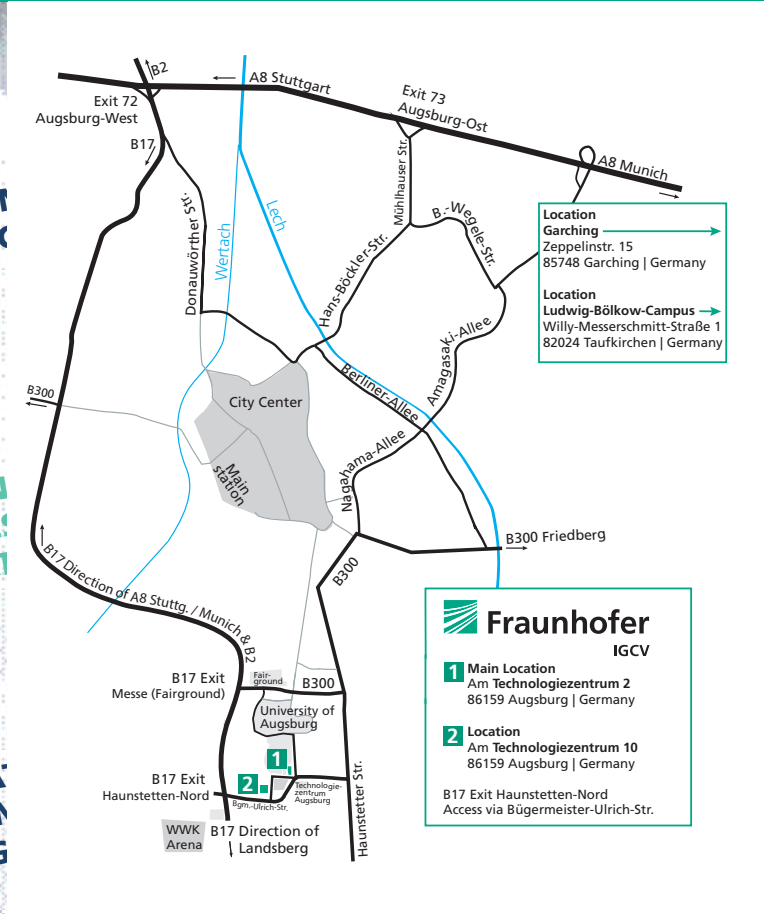 B2
A8 Stuttgart
Exit 72
Augsburg-West
Exit 73
Augsburg-Ost
B17
A8 Munich
Donauwörther Str.
Wertach
Lech
Mühlhauser Str.
B.-Wegele-Str.
Hans-Böckler-Str.
Location
Garching
Zeppelinstr. 15
85748 Garching | Germany
Location
Ludwig-Bölkow-Campus
Willy-Messerschmitt-Straße 1
82024 Taufkirchen | Germany
Amagasaki-Allee
Berliner-Allee
B300
City Center
Main
station
Nagahama-Allee
B300 Friedberg
B300
B17 Direction of A8 Stuttg. / Munich & B2
B17 Exit
Messe (Fairground)
Fair-
ground
B300
University of
Augsburg
1
2
B17 Exit
Haunstetten-Nord
Technologie-
zentrum
Augsburg
Bgm.-Ulrich-Str.
Haunstetter Str.
WWK
Arena
B17 Direction of
Landsberg
Fraunhofer
IGCV
1 Main Location
Am Technologiezentrum 2
86159 Augsburg | Germany
2 Location
Am Technologiezentrum 10
86159 Augsburg | Germany
B17 Exit Haunstetten-Nord
Access via Bügermeister-Ulrich-Str.